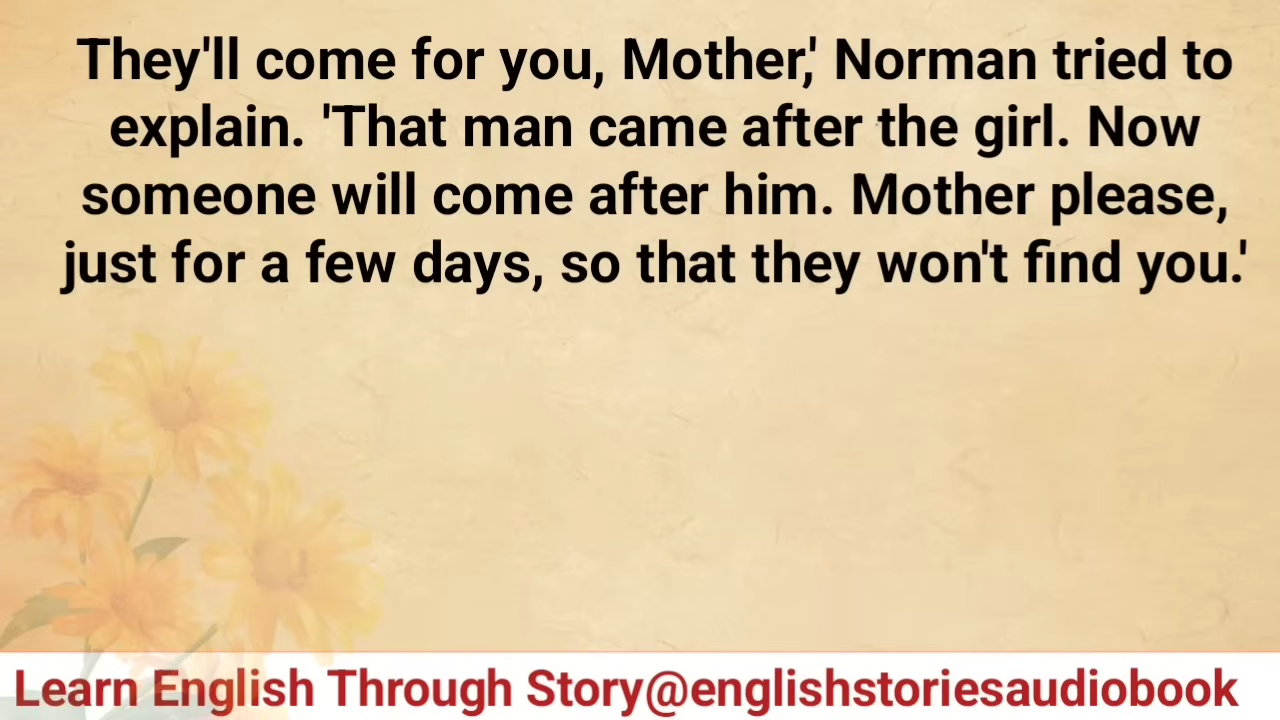 They'll come for you, Mother,' Norman tried to
explain. 'That man came after the girl. Now
someone will come after him. Mother please,
just for a few days, so that they won't find you.'
Learn English Through Story@englishstoriesaudiobook